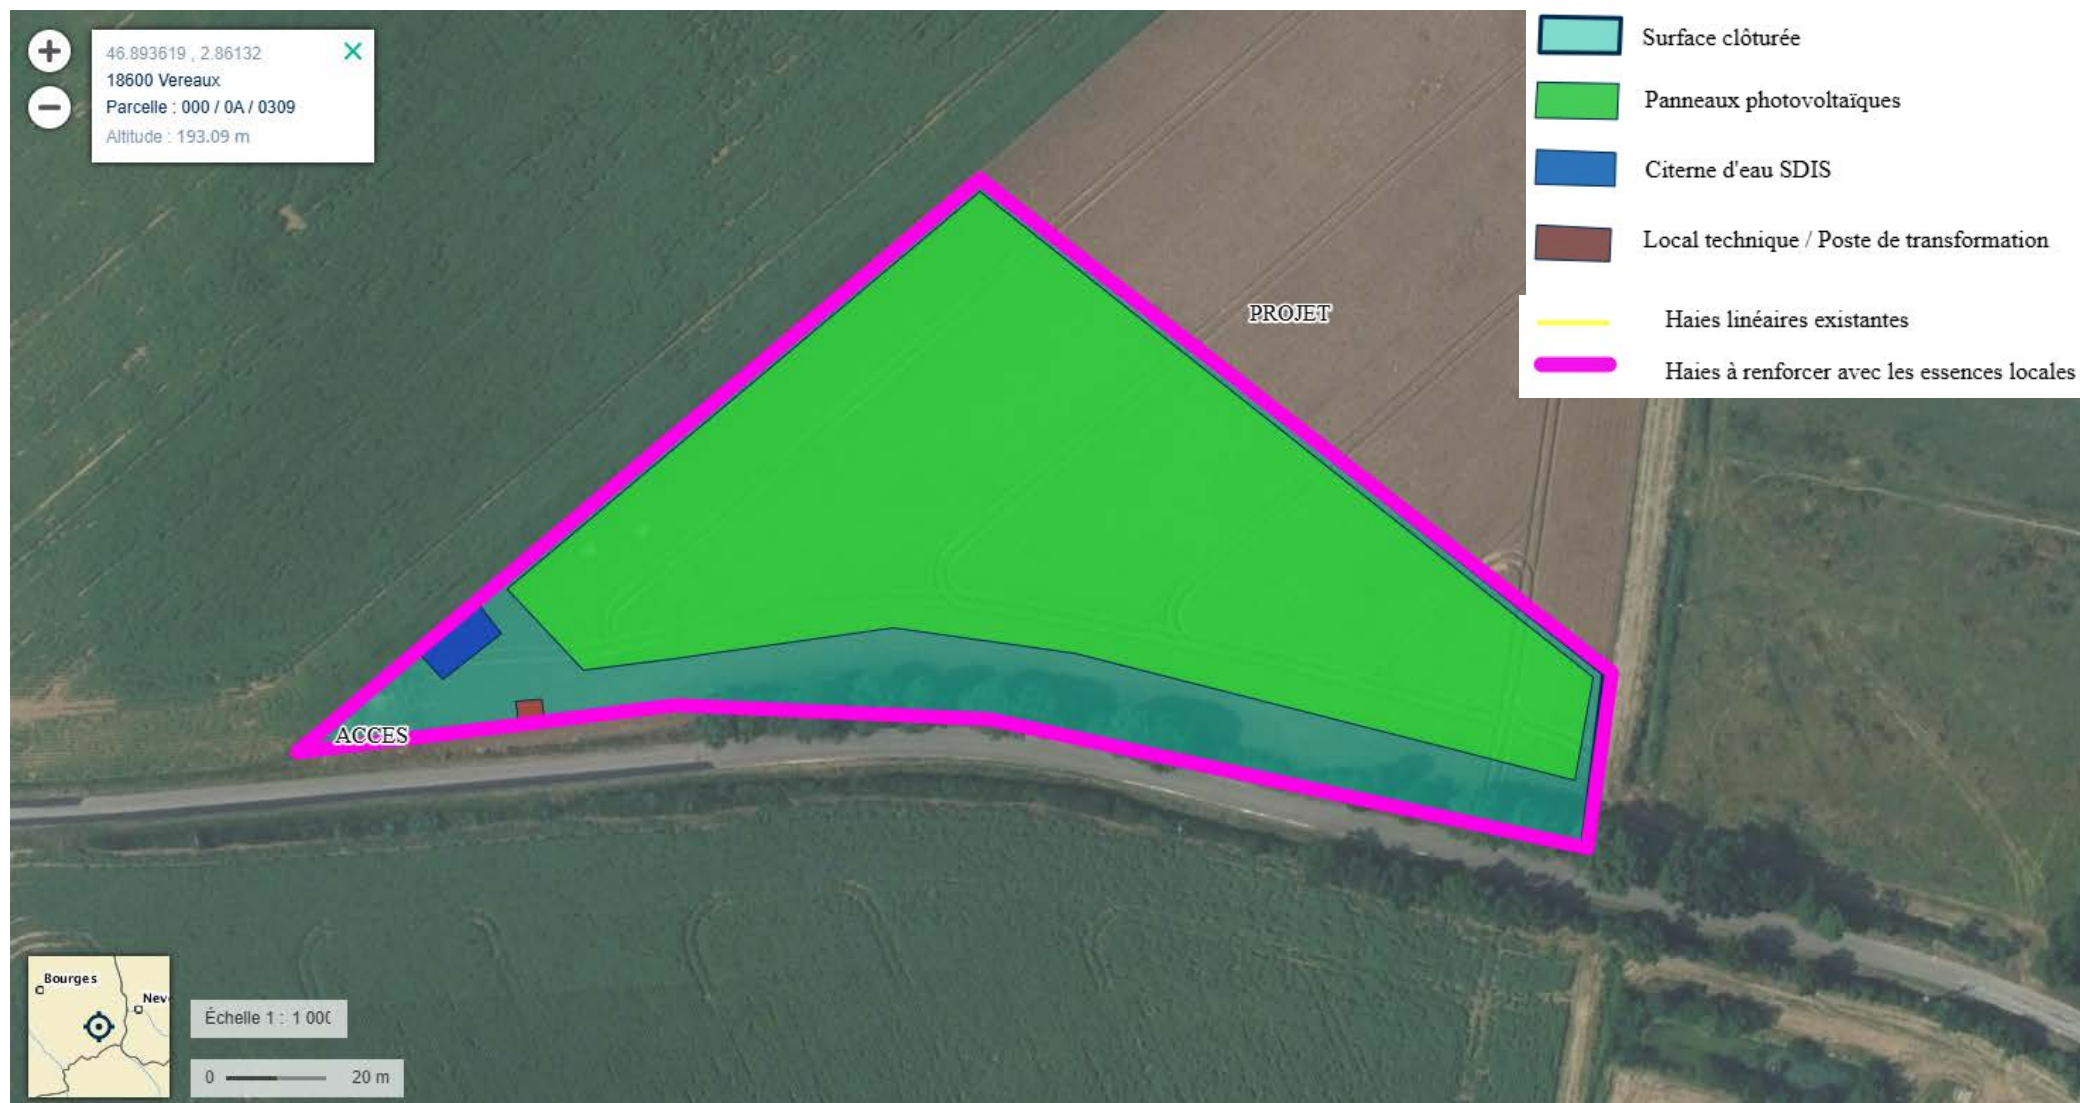 46.893619 , 2.86132
18600 Vereaux
Parcelle : 000 / 0A / 0309
Altitude : 193.09 m
Surface clôturée
Panneaux photovoltaïques
Citerne d'eau SDIS
Local technique / Poste de transformation
Haies linéaires existantes
Haies à renforcer avec les essences locales
PROJET
ACCES
Bourges
Nev
Échelle 1 : 1 000
0 20 m